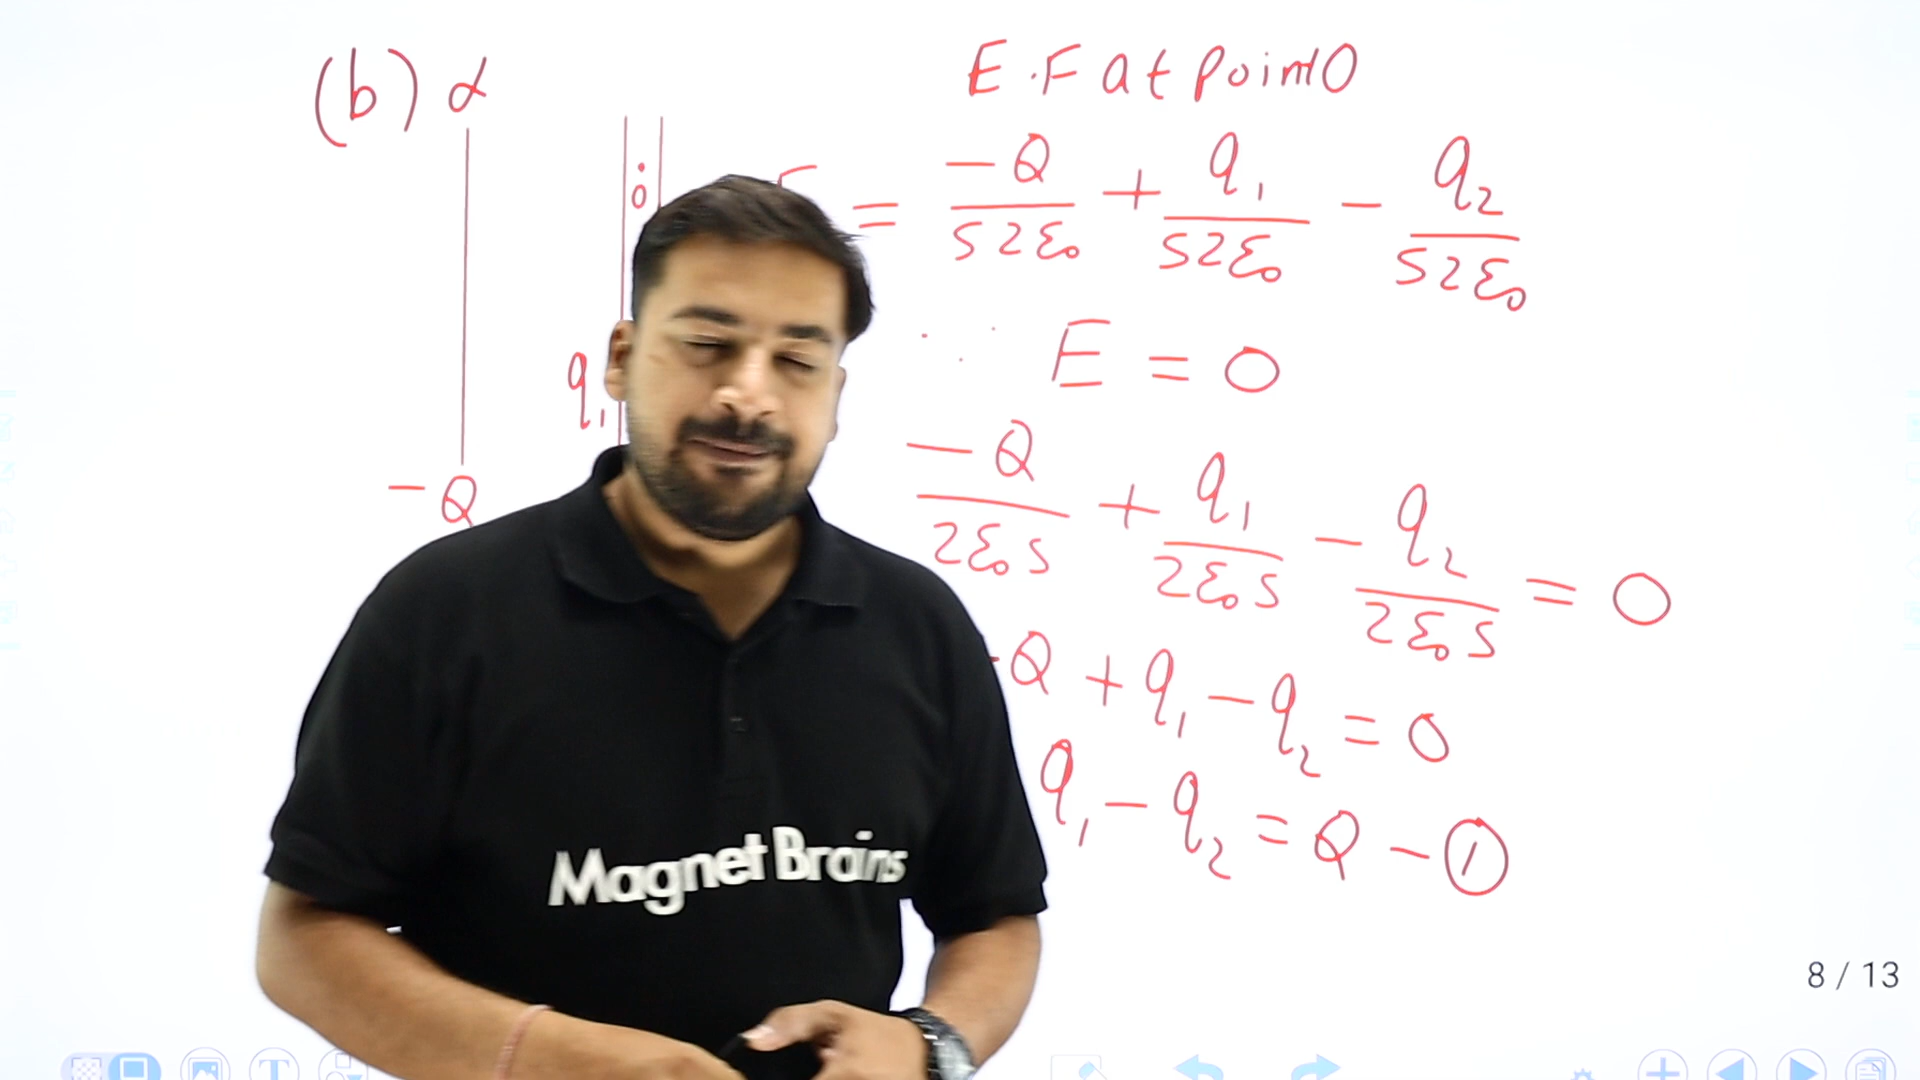 (b) α
E.F at Point O
= -Q/S2ε₀ + q₁/S2ε₀ - q₂/S2ε₀
O
∵ E = 0
q₁
-Q/2ε₀S + q₁/2ε₀S - q₂/2ε₀S = 0
-Q
-Q + q₁ - q₂ = 0
q₁ - q₂ = Q - ①
Magnet Brains
8 / 13
T